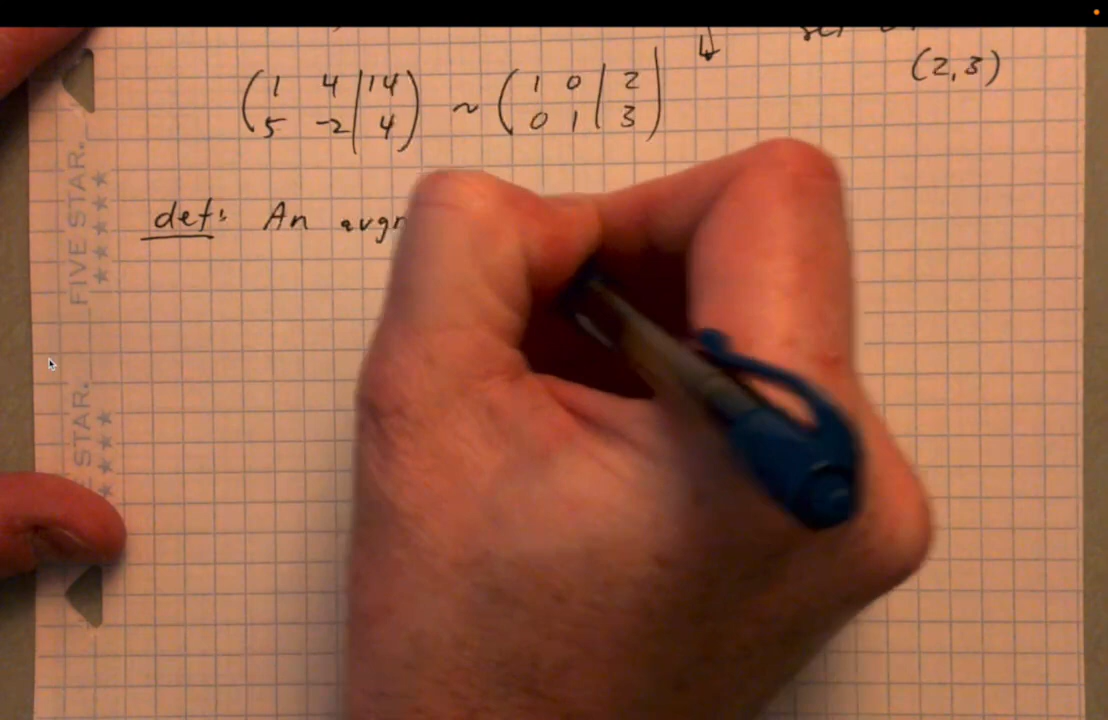 (2,3)
(1 4 | 14
5 -2 | 4) ~ (1 0 | 2
0 1 | 3)
def: An augm
FIVE STAR.
★★★★★
STAR.
★★★★